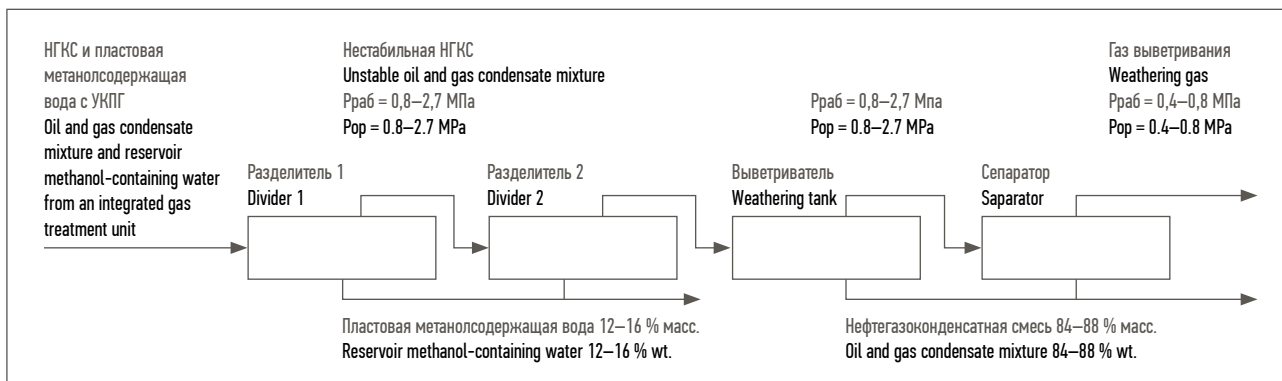 НГКС и пластовая
метанолсодержащая
вода с УКПГ
Oil and gas condensate
mixture and reservoir
methanol-containing water
from an integrated gas
treatment unit
Нестабильная НГКС
Unstable oil and gas condensate mixture
Pраб = 0,8–2,7 МПа
Pop = 0.8–2.7 MPa
Pраб = 0,8–2,7 Мпа
Pop = 0.8–2.7 MPa
Газ выветривания
Weathering gas
Pраб = 0,4–0,8 МПа
Pop = 0.4–0.8 MPa
Разделитель 1
Divider 1
Разделитель 2
Divider 2
Выветриватель
Weathering tank
Сепаратор
Saparator
Пластовая метанолсодержащая вода 12–16 % масс.
Reservoir methanol-containing water 12–16 % wt.
Нефтегазоконденсатная смесь 84–88 % масс.
Oil and gas condensate mixture 84–88 % wt.